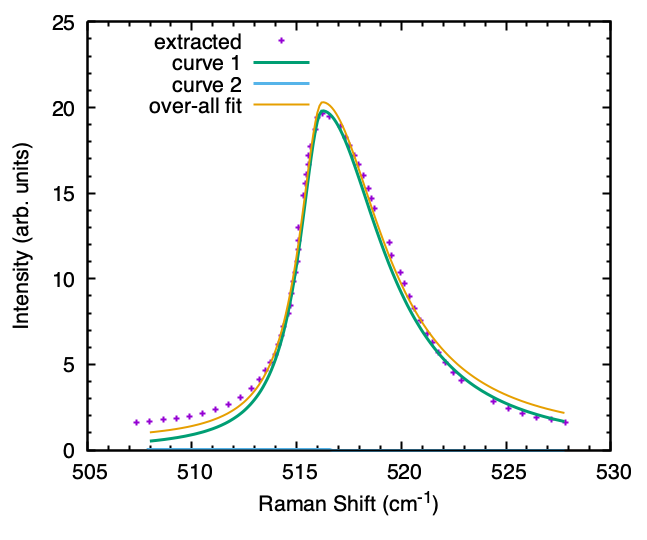 25
20
15
10
5
0
505
510
515
520
525
530
Intensity (arb. units)
Raman Shift (cm-1)
extracted
curve 1
curve 2
over-all fit